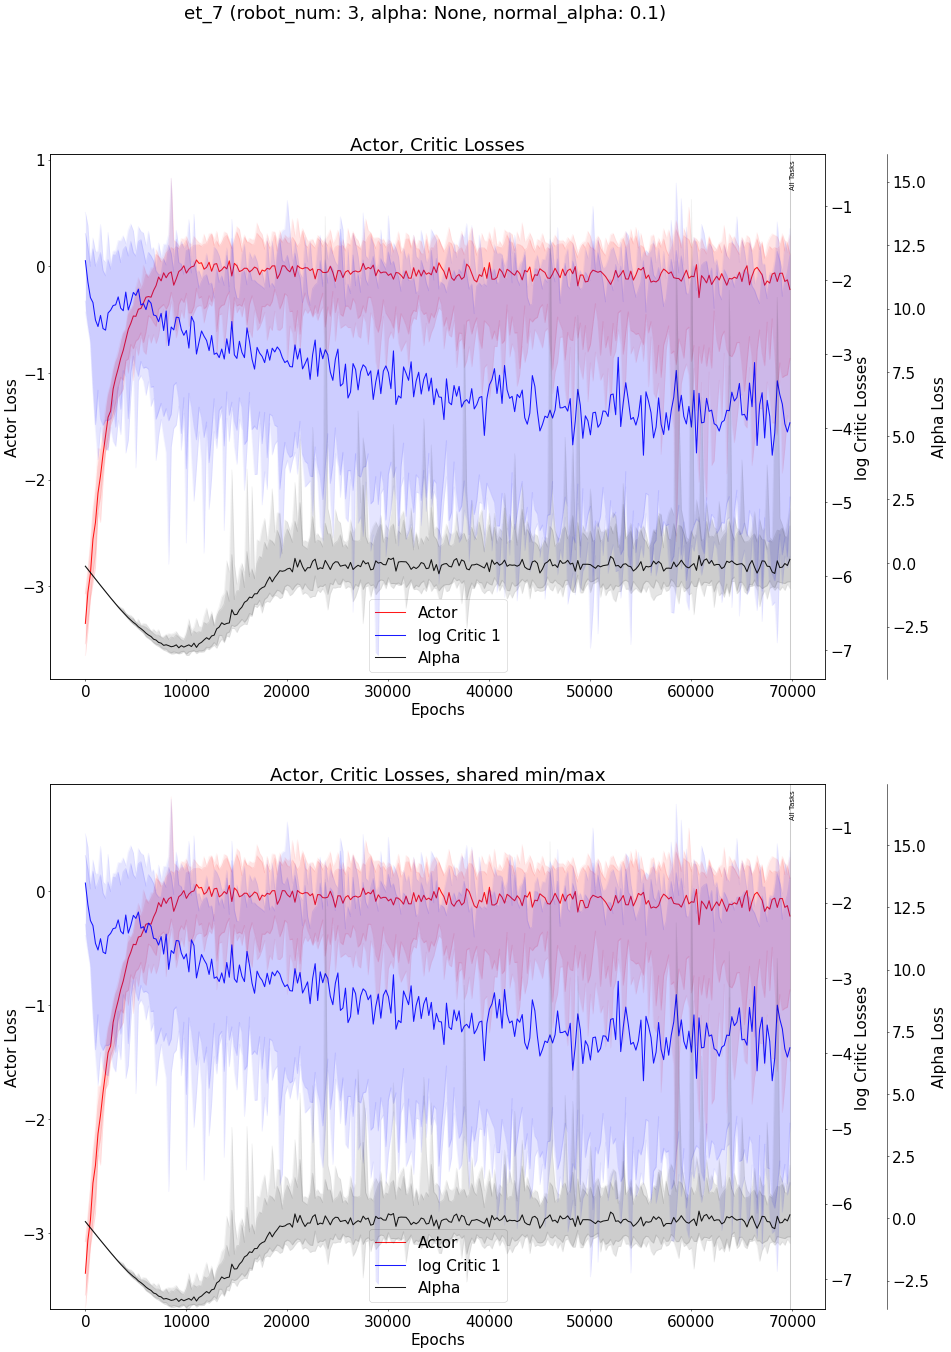 et_7 (robot_num: 3, alpha: None, normal_alpha: 0.1)
Actor, Critic Losses
1
0
−1
−2
−3
Actor Loss
All Tasks
−1
−2
−3
−4
−5
−6
−7
log Critic Losses
15.0
12.5
10.0
7.5
5.0
2.5
0.0
−2.5
Alpha Loss
Actor
log Critic 1
Alpha
0
10000
20000
30000
40000
50000
60000
70000
Epochs
Actor, Critic Losses, shared min/max
0
−1
−2
−3
Actor Loss
All Tasks
−1
−2
−3
−4
−5
−6
−7
log Critic Losses
15.0
12.5
10.0
7.5
5.0
2.5
0.0
−2.5
Alpha Loss
Actor
log Critic 1
Alpha
0
10000
20000
30000
40000
50000
60000
70000
Epochs